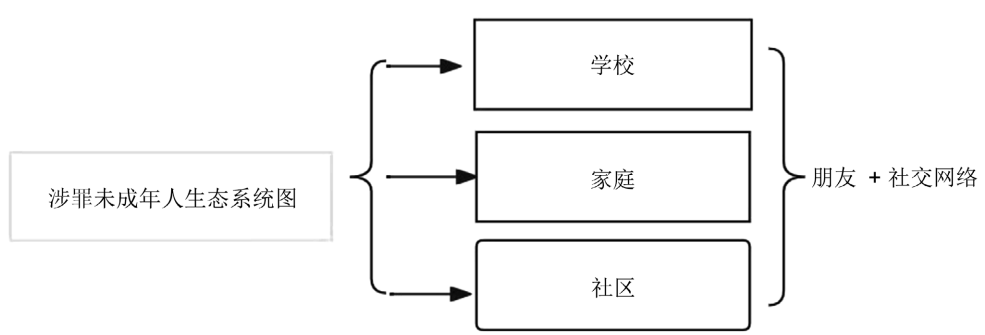 学校
家庭
涉罪未成年人生态系统图
朋友 + 社交网络
社区